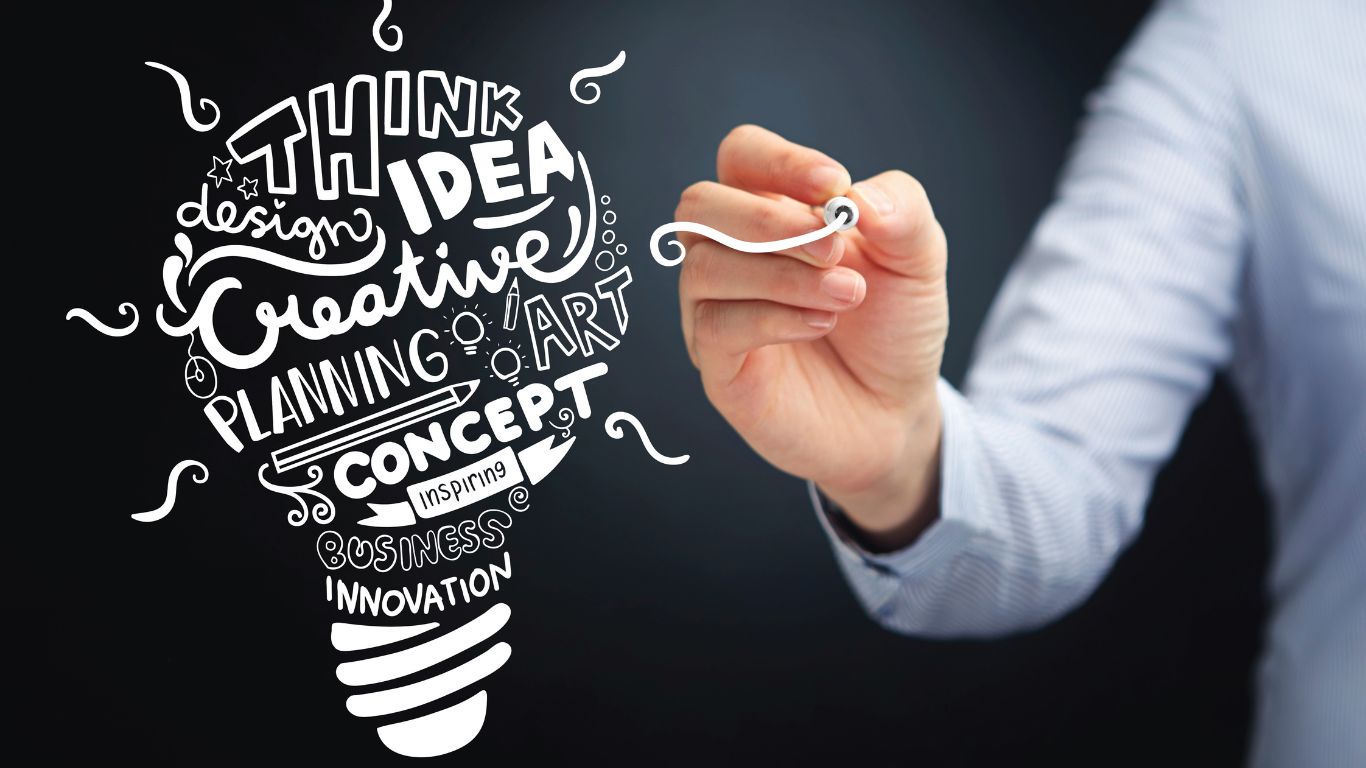 THINK
IDEA
design
Creative
ART
PLANNING
CONCEPT
inspiring
BUSINESS
INNOVATION